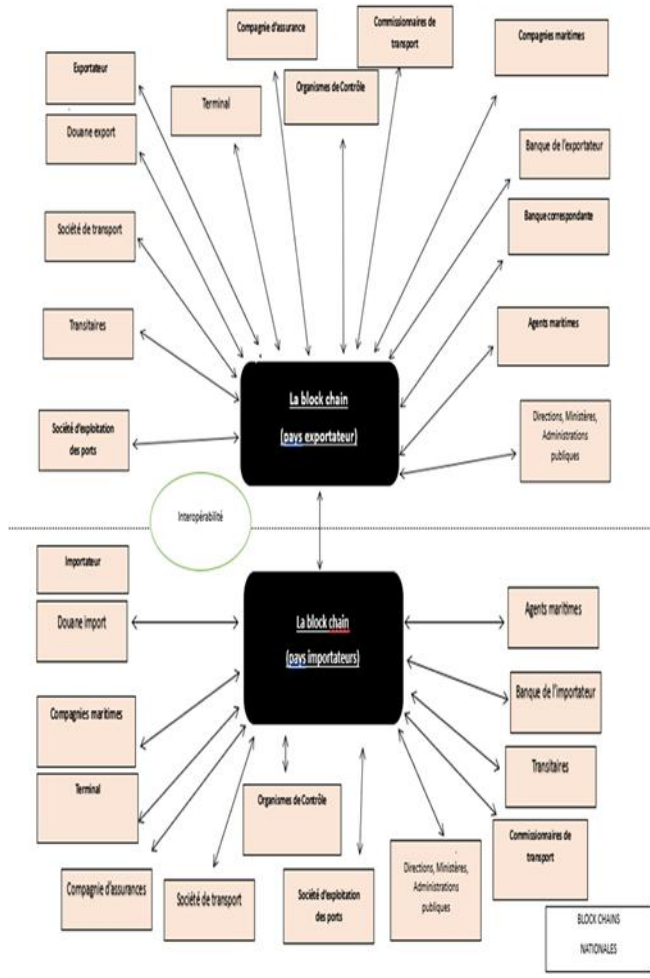 Compagnie d'assurance
Commissionnaires de
transport
Compagnies maritimes
Exportateur
Terminal
Organismes de Contrôle
Douane export
Banque de l'exportateur
Société de transport
Banque correspondante
Transitaires
Agents maritimes
La block chain
(pays exportateur)
Société d'exploitation
des ports
Directions, Ministères,
Administrations
publiques
Interopérabilité
Importateur
Douane import
La block chain
(pays importateurs)
Agents maritimes
Compagnies maritimes
Banque de l'importateur
Terminal
Transitaires
Organismes de Contrôle
Commissionnaires de
transport
Compagnie d'assurances
Société de transport
Société d'exploitation
des ports
Directions, Ministères,
Administrations
publiques
BLOCK CHAINS
NATIONALES